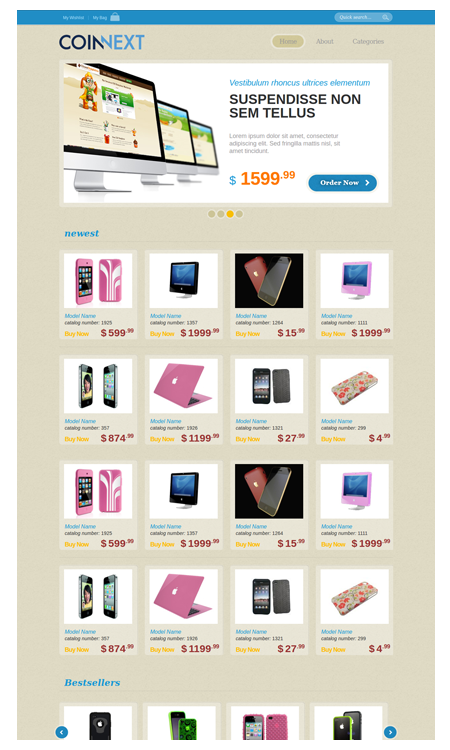 My Wishlist | My Bag
Quick search...
COINNEXT
Home About Categories
Vestibulum rhoncus ultrices elementum
SUSPENDISSE NON
SEM TELLUS
Lorem ipsum dolor sit amet, consectetur
adipiscing elit. Sed fringilla mattis nisl, sit
amet tincidunt.
$ 1599.99 Order Now
newest
Model Name Model Name Model Name Model Name
catalog number: 1925 catalog number: 1357 catalog number: 1264 catalog number: 1111
Buy Now $ 599.99 Buy Now $ 1999.99 Buy Now $ 15.99 Buy Now $ 1999.99
Model Name Model Name Model Name Model Name
catalog number: 357 catalog number: 1926 catalog number: 1321 catalog number: 299
Buy Now $ 874.99 Buy Now $ 1199.99 Buy Now $ 27.99 Buy Now $ 4.99
Model Name Model Name Model Name Model Name
catalog number: 1925 catalog number: 1357 catalog number: 1264 catalog number: 1111
Buy Now $ 599.99 Buy Now $ 1999.99 Buy Now $ 15.99 Buy Now $ 1999.99
Model Name Model Name Model Name Model Name
catalog number: 357 catalog number: 1926 catalog number: 1321 catalog number: 299
Buy Now $ 874.99 Buy Now $ 1199.99 Buy Now $ 27.99 Buy Now $ 4.99
Bestsellers